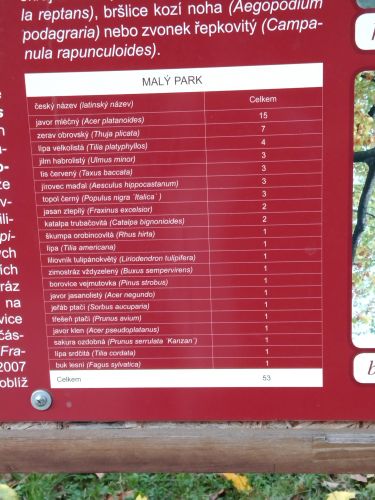 la reptans), bršlice kozí noha (Aegopodium
podagraria) nebo zvonek řepkovitý (Campa-
nula rapunculoides).
MALÝ PARK
český název (latinský název) Celkem
javor mléčný (Acer platanoides) 15
zerav obrovský (Thuja plicata) 7
lípa velkolistá (Tilia platyphyllos) 4
jilm habrolistý (Ulmus minor) 3
tis červený (Taxus baccata) 3
jírovec maďal (Aesculus hippocastanum) 3
topol černý (Populus nigra ´Italica´) 3
jasan ztepilý (Fraxinus excelsior) 2
katalpa trubačovitá (Catalpa bignonioides) 2
škumpa orobincovitá (Rhus hirta) 1
lípa (Tilia americana) 1
liliovník tulipánokvětý (Liriodendron tulipifera) 1
zimostráz vždyzelený (Buxus sempervirens) 1
borovice vejmutovka (Pinus strobus) 1
javor jasanolistý (Acer negundo) 1
jeřáb ptačí (Sorbus aucuparia) 1
třešeň ptačí (Prunus avium) 1
javor klen (Acer pseudoplatanus) 1
sakura ozdobná (Prunus serrulata ´Kanzan´) 1
lípa srdčitá (Tilia cordata) 1
buk lesní (Fagus sylvatica) 1
Celkem 53
na
vice
čás-
(Fra-
2007
oblíž